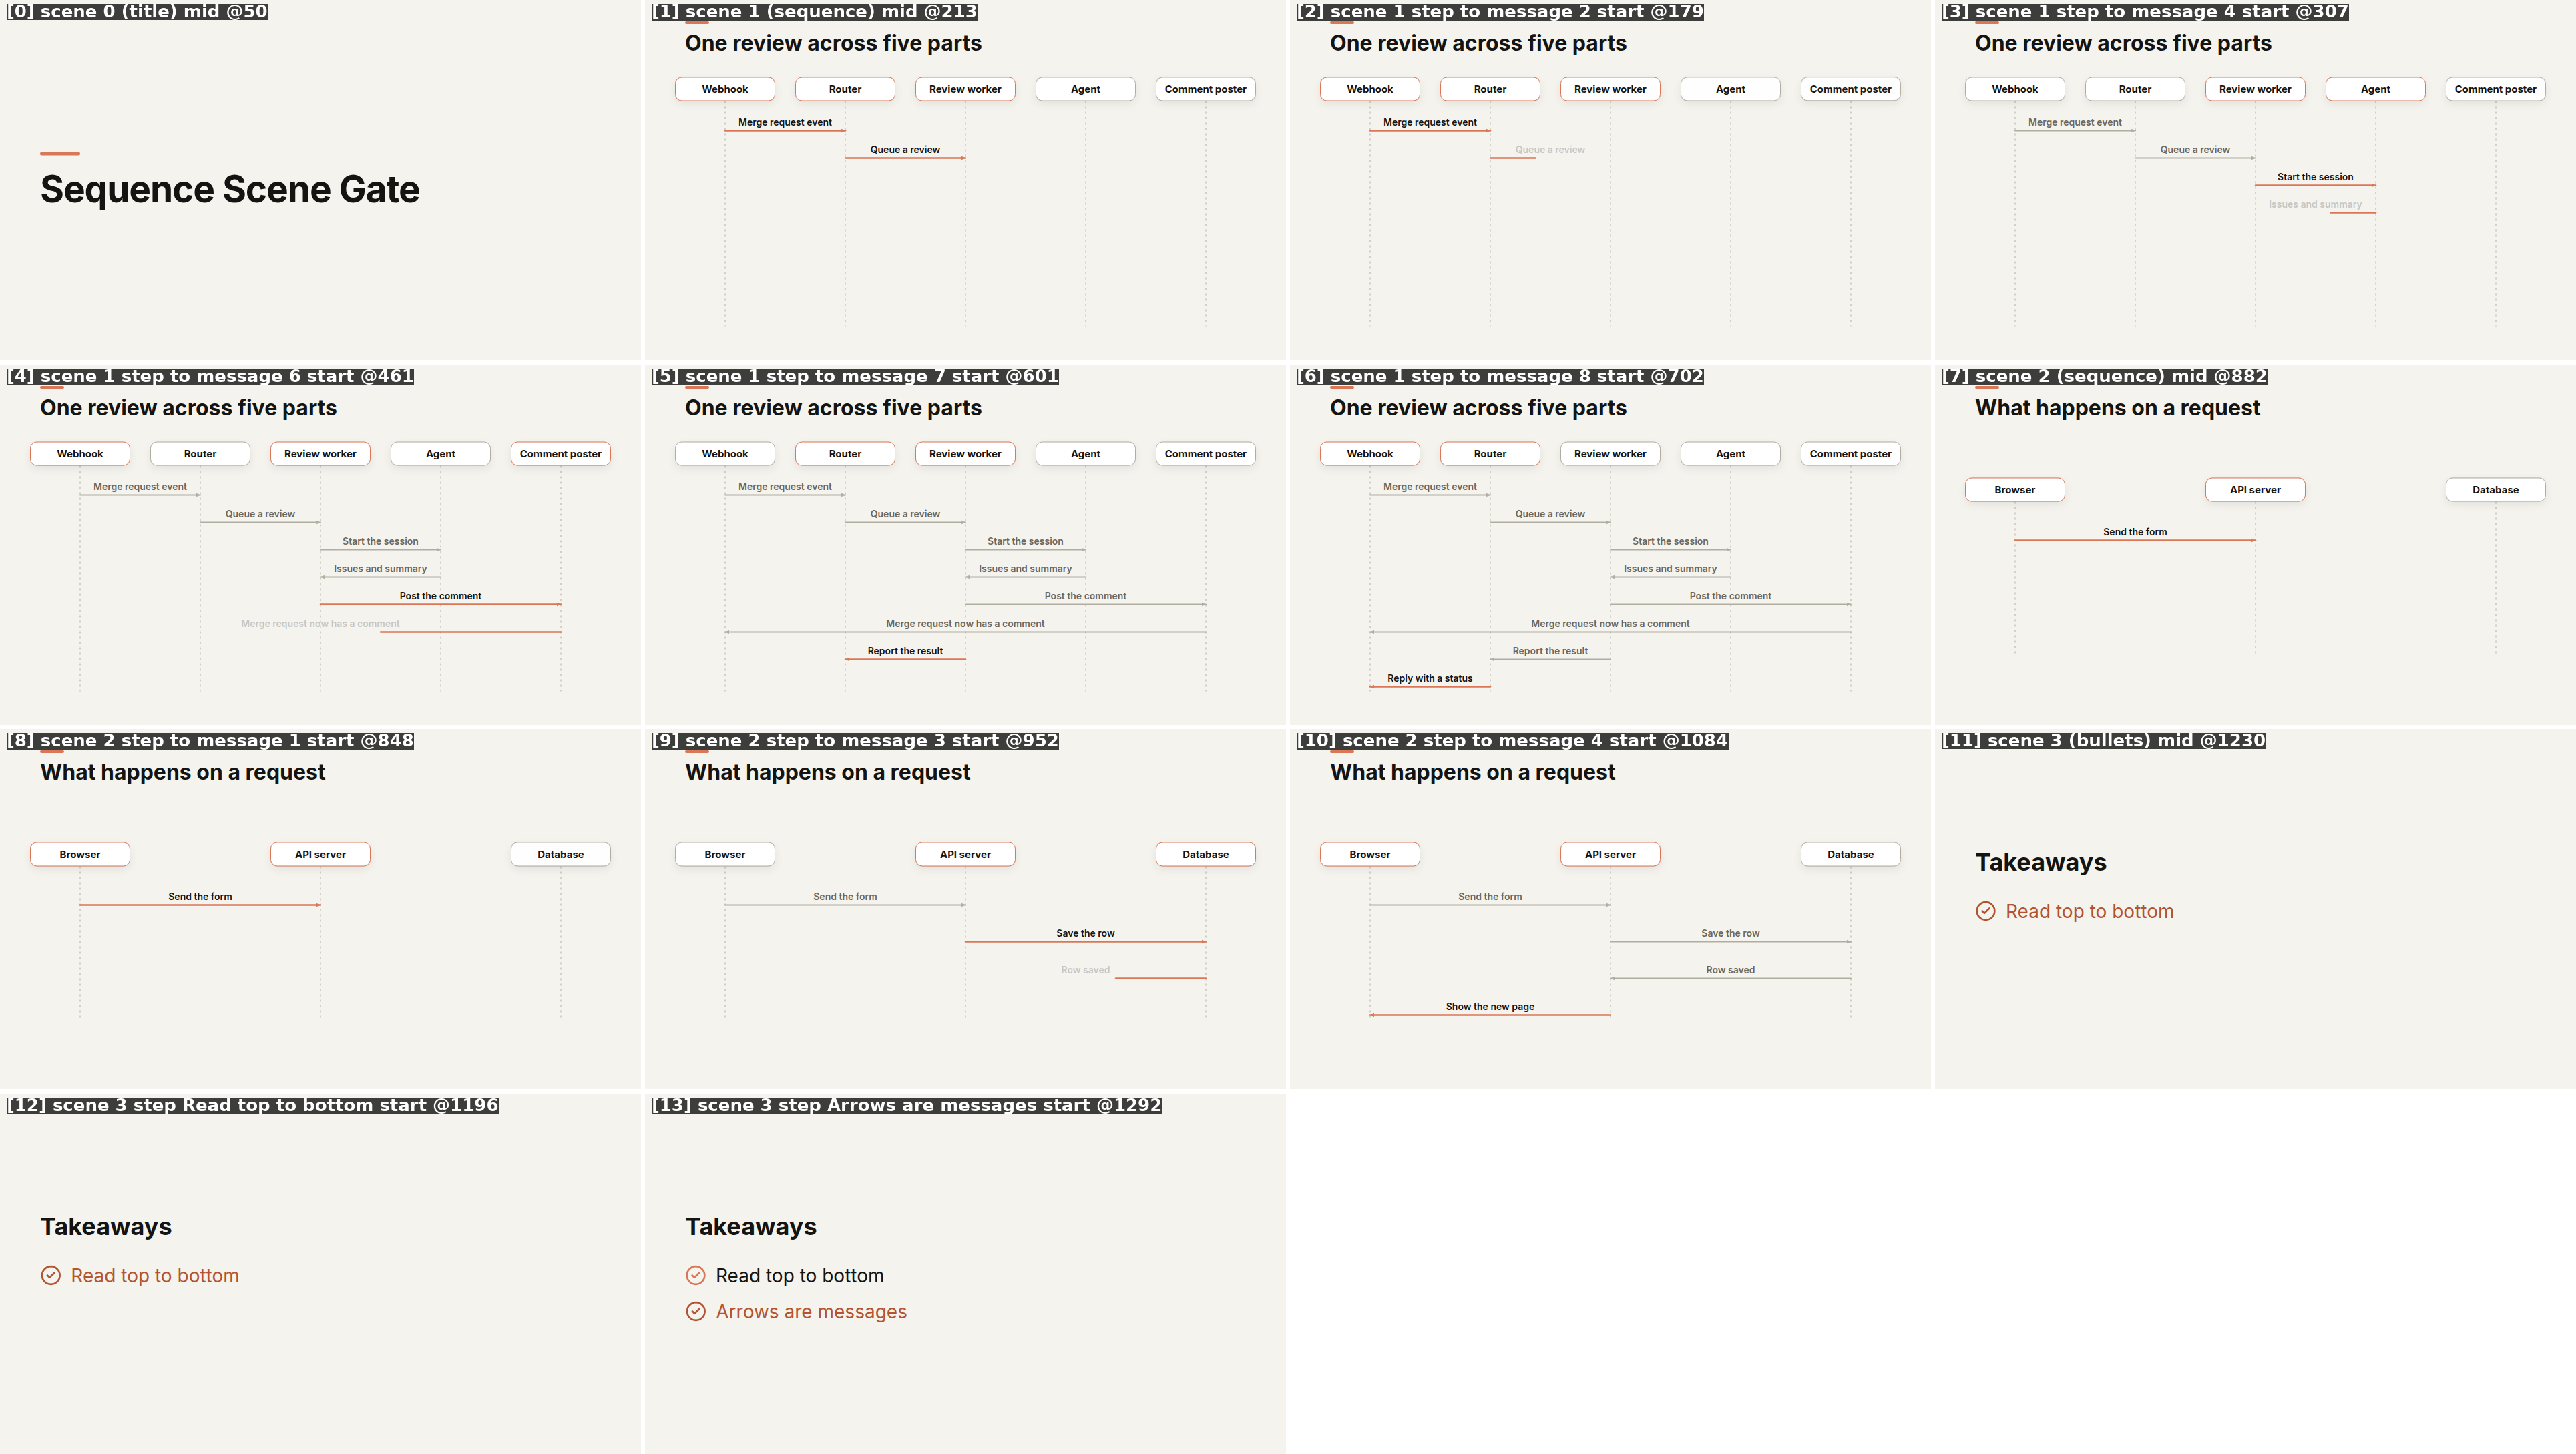 [0] scene 0 (title) mid @50
Sequence Scene Gate
[1] scene 1 (sequence) mid @213
One review across five parts
Webhook Router Review worker Agent Comment poster
Merge request event
Queue a review
[2] scene 1 step to message 2 start @179
One review across five parts
Webhook Router Review worker Agent Comment poster
Merge request event
Queue a review
[3] scene 1 step to message 4 start @307
One review across five parts
Webhook Router Review worker Agent Comment poster
Merge request event
Queue a review
Start the session
Issues and summary
[4] scene 1 step to message 6 start @461
One review across five parts
Webhook Router Review worker Agent Comment poster
Merge request event
Queue a review
Start the session
Issues and summary
Post the comment
Merge request now has a comment
[5] scene 1 step to message 7 start @601
One review across five parts
Webhook Router Review worker Agent Comment poster
Merge request event
Queue a review
Start the session
Issues and summary
Post the comment
Merge request now has a comment
Report the result
[6] scene 1 step to message 8 start @702
One review across five parts
Webhook Router Review worker Agent Comment poster
Merge request event
Queue a review
Start the session
Issues and summary
Post the comment
Merge request now has a comment
Report the result
Reply with a status
[7] scene 2 (sequence) mid @882
What happens on a request
Browser API server Database
Send the form
[8] scene 2 step to message 1 start @848
What happens on a request
Browser API server Database
Send the form
[9] scene 2 step to message 3 start @952
What happens on a request
Browser API server Database
Send the form
Save the row
Row saved
[10] scene 2 step to message 4 start @1084
What happens on a request
Browser API server Database
Send the form
Save the row
Row saved
Show the new page
[11] scene 3 (bullets) mid @1230
Takeaways
Read top to bottom
[12] scene 3 step Read top to bottom start @1196
Takeaways
Read top to bottom
[13] scene 3 step Arrows are messages start @1292
Takeaways
Read top to bottom
Arrows are messages